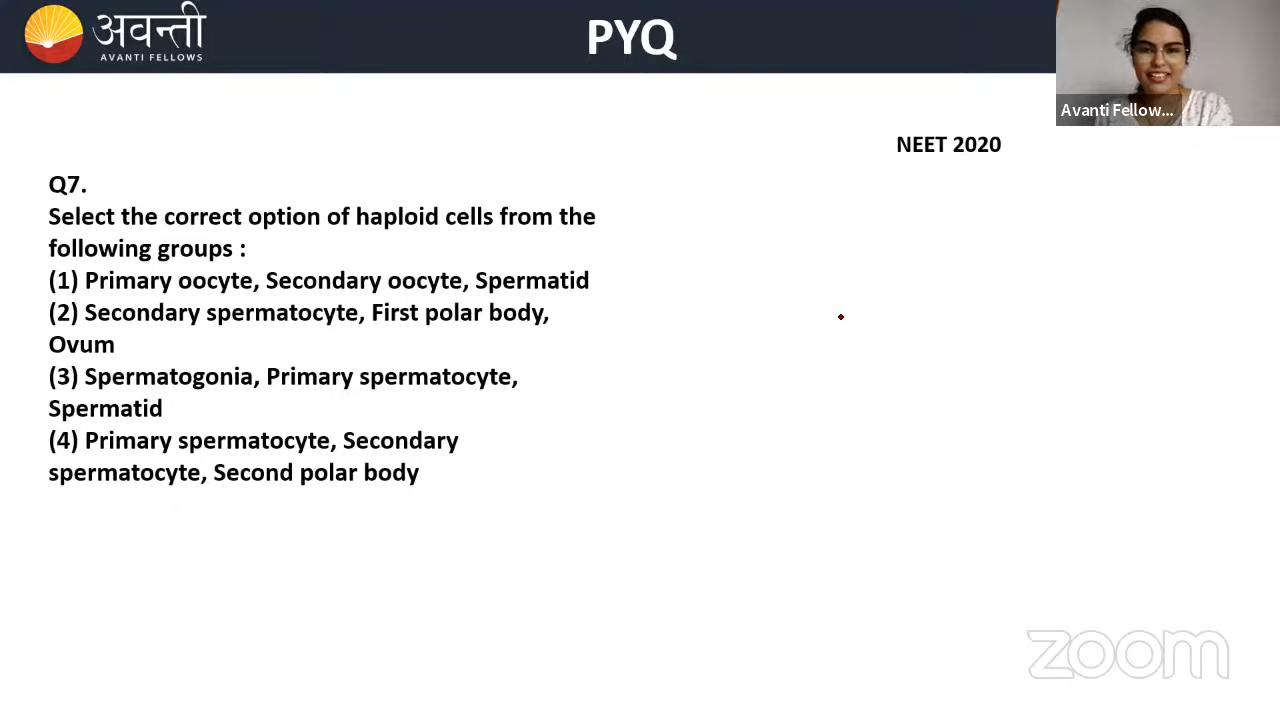 अवन्ती
AVANTI FELLOWS
PYQ
Avanti Fellow...
NEET 2020
Q7.
Select the correct option of haploid cells from the
following groups :
(1) Primary oocyte, Secondary oocyte, Spermatid
(2) Secondary spermatocyte, First polar body,
Ovum
(3) Spermatogonia, Primary spermatocyte,
Spermatid
(4) Primary spermatocyte, Secondary
spermatocyte, Second polar body
zoom